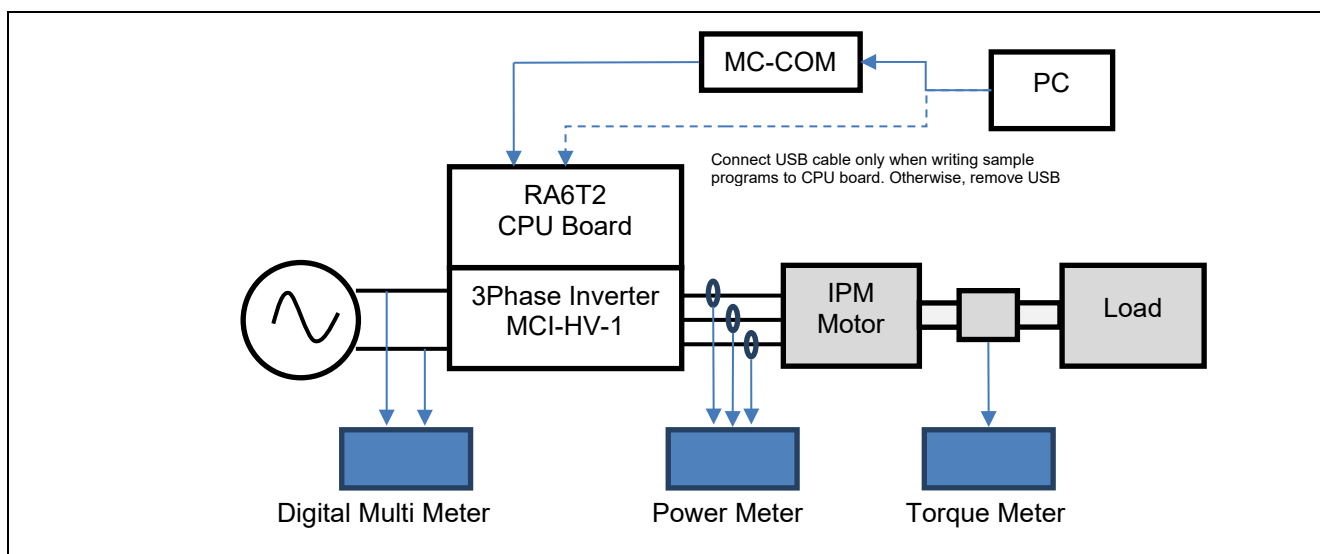 MC-COM
PC
Connect USB cable only when writing sample
programs to CPU board. Otherwise, remove USB
RA6T2
CPU Board
3Phase Inverter
MCI-HV-1
IPM
Motor
Load
Digital Multi Meter
Power Meter
Torque Meter